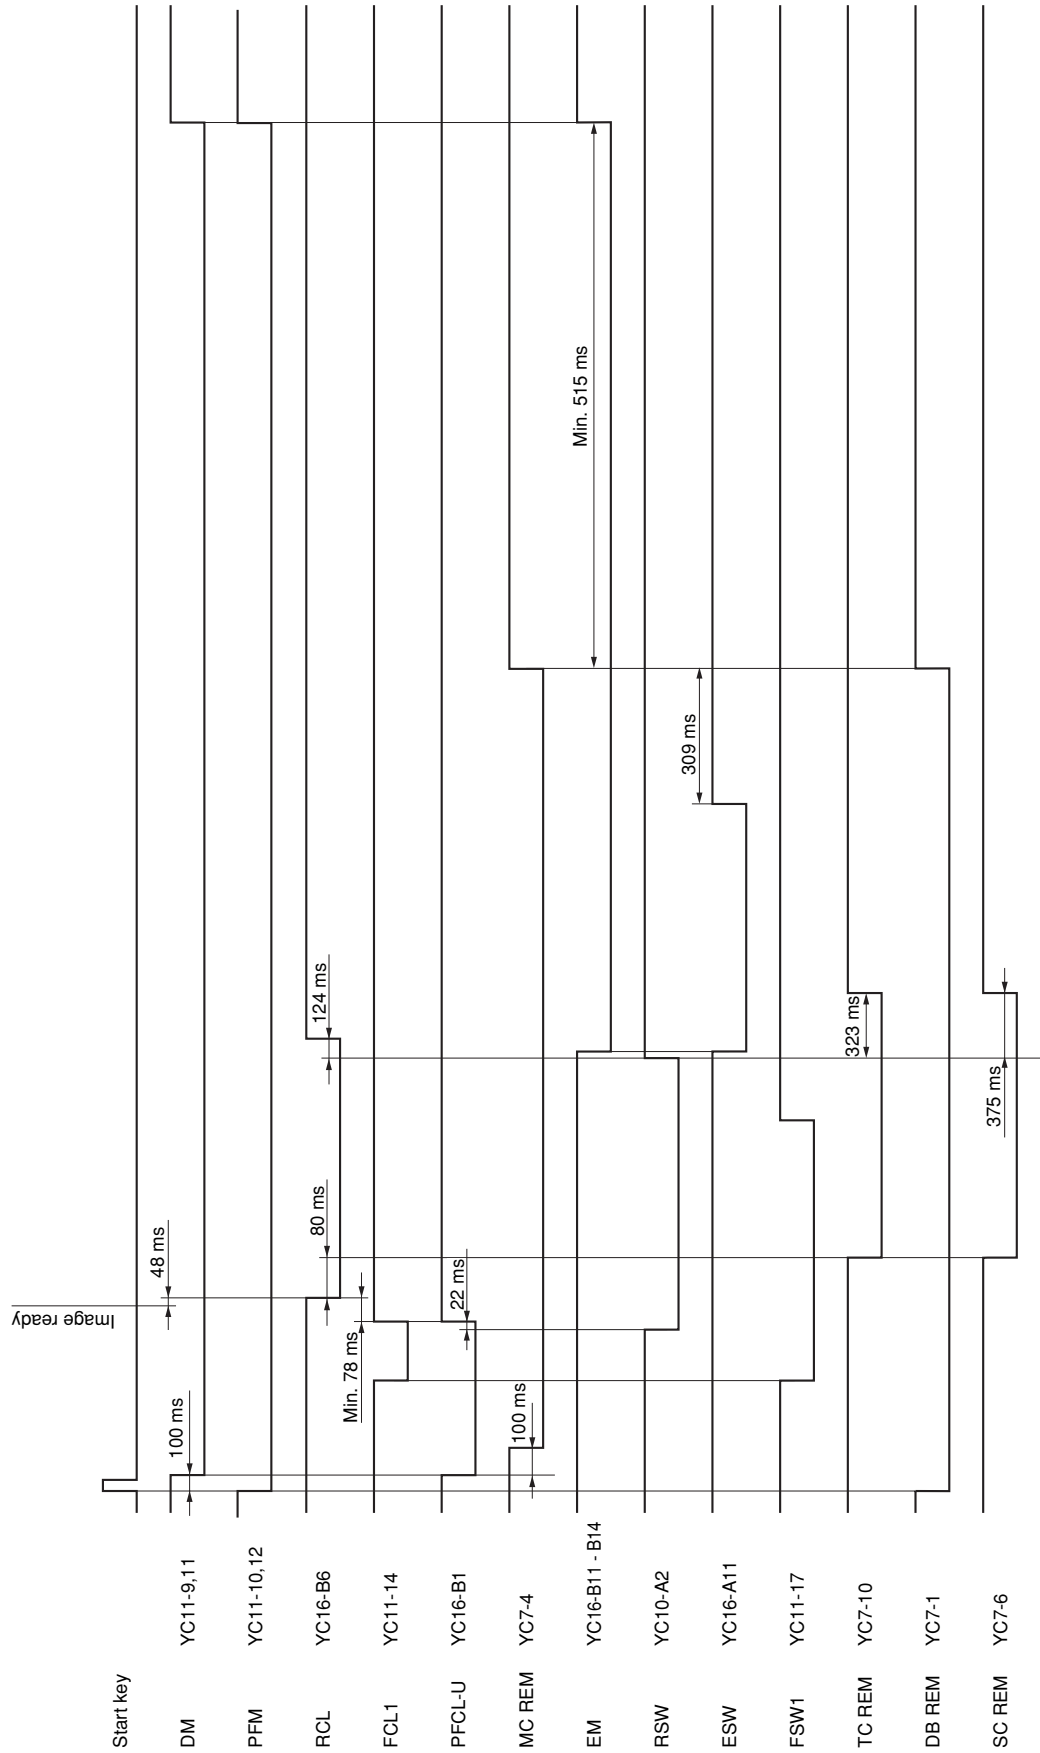 Start key
DM YC11-9,11
PFM YC11-10,12
RCL YC16-B6
FCL1 YC11-14
PFCL-U YC16-B1
MC REM YC7-4
EM YC16-B11 - B14
RSW YC10-A2
ESW YC16-A11
FSW1 YC11-17
TC REM YC7-10
DB REM YC7-1
SC REM YC7-6
Image ready
100 ms
48 ms
80 ms
124 ms
Min. 78 ms
22 ms
100 ms
Min. 515 ms
309 ms
323 ms
375 ms